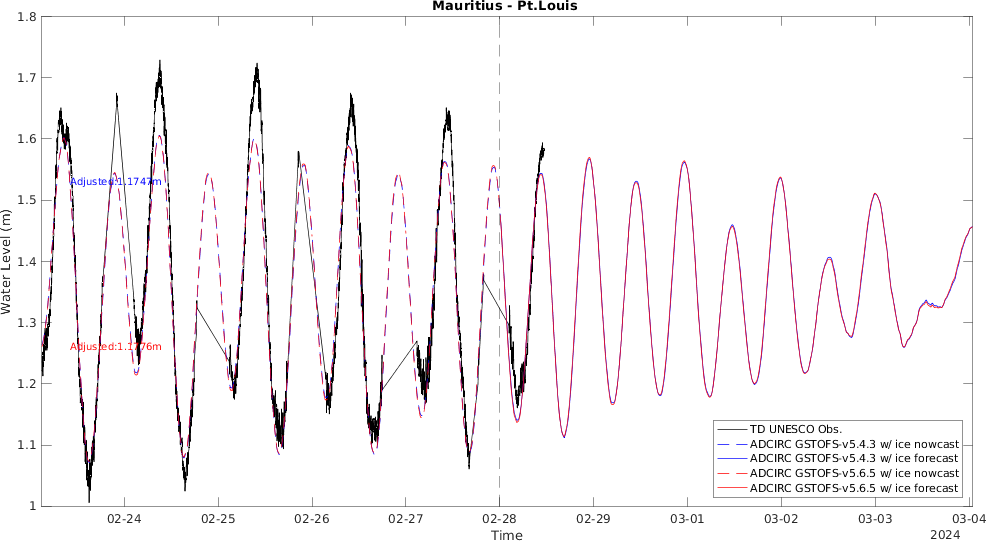 Mauritius - Pt.Louis
Water Level (m)
1.8
1.7
1.6
1.5
1.4
1.3
1.2
1.1
1
Adjusted:1.1747m
Adjusted:1.1776m
TD UNESCO Obs.
ADCIRC GSTOFS-v5.4.3 w/ ice nowcast
ADCIRC GSTOFS-v5.4.3 w/ ice forecast
ADCIRC GSTOFS-v5.6.5 w/ ice nowcast
ADCIRC GSTOFS-v5.6.5 w/ ice forecast
02-24 02-25 02-26 02-27 02-28 02-29 03-01 03-02 03-03 03-04
Time
2024